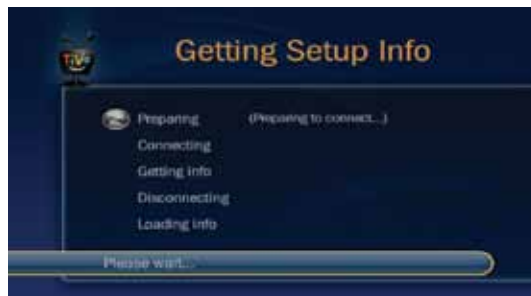 TiVo
Getting Setup Info
Preparing (Preparing to connect...)
Connecting
Getting Info
Disconnecting
Loading Info
Please wait...